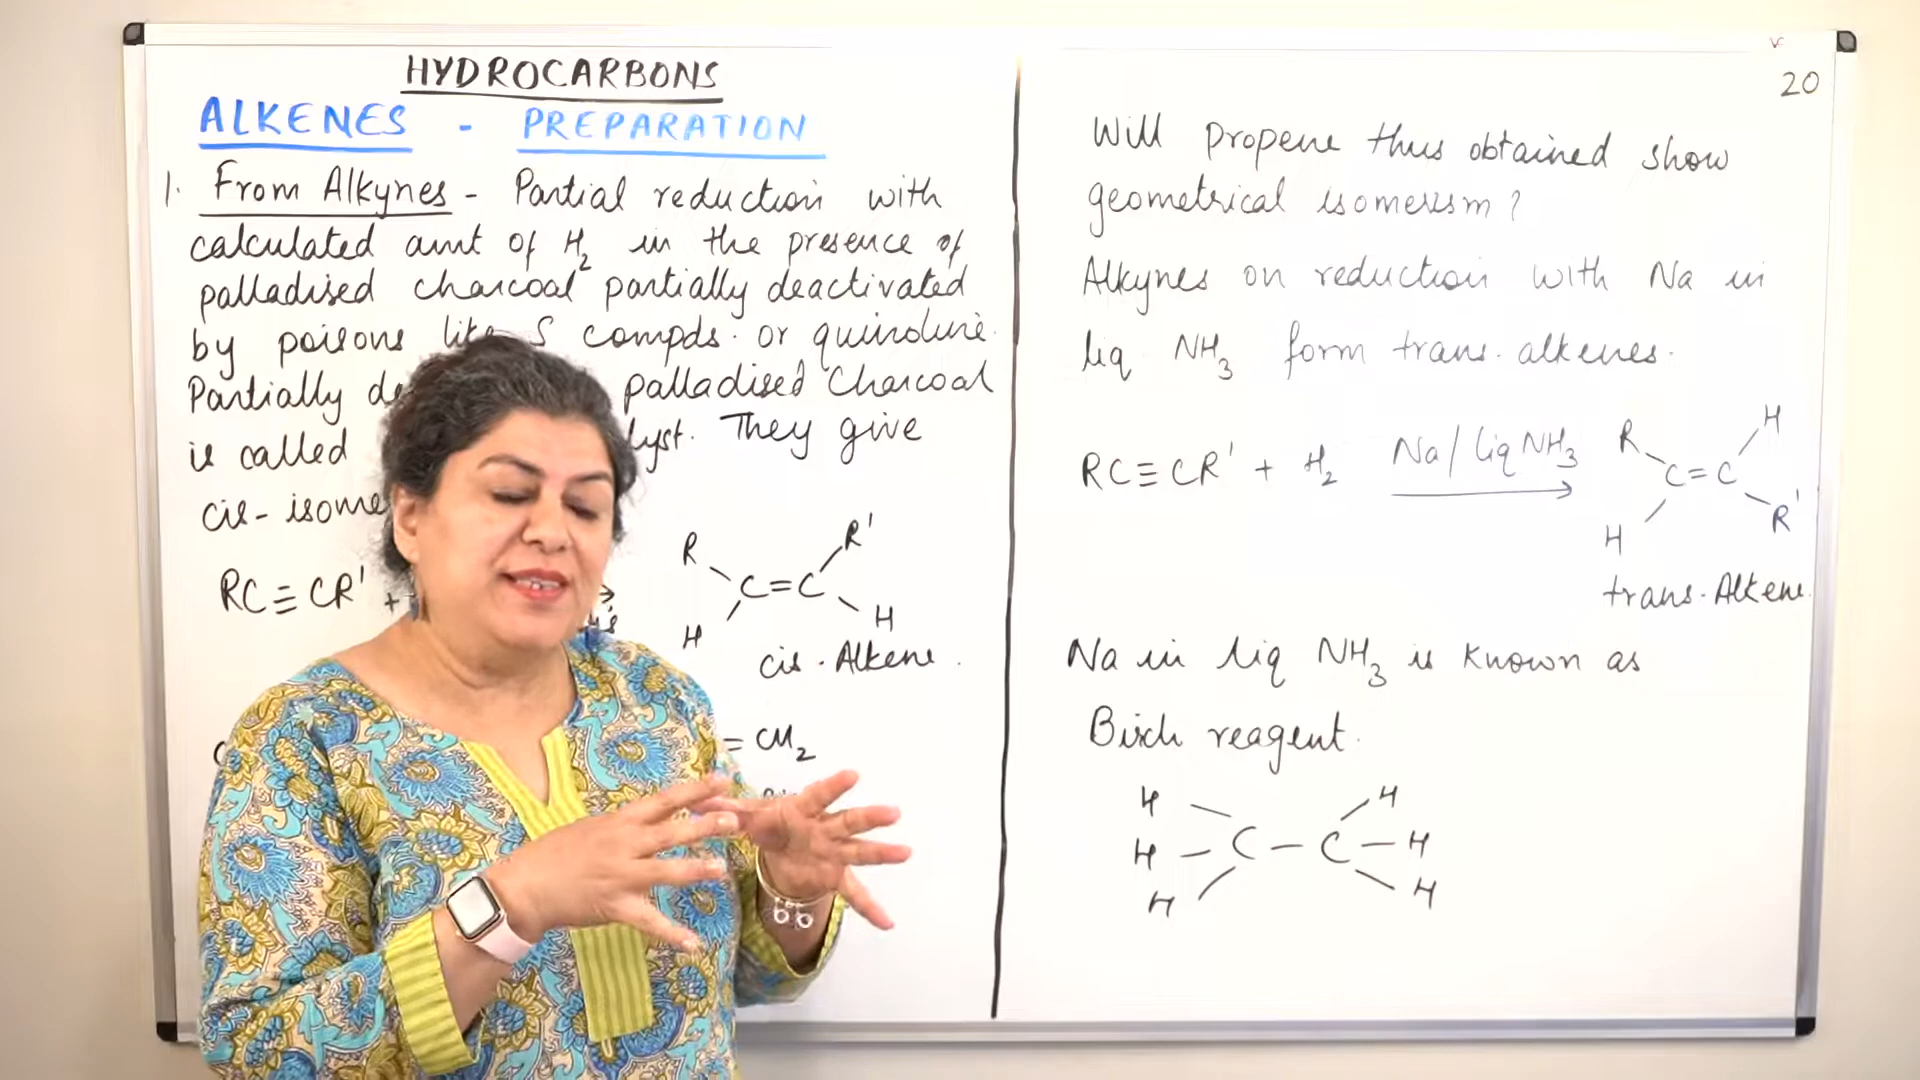 HYDROCARBONS
ALKENES - PREPARATION
1. From Alkynes - Partial reduction with
calculated amt of H₂ in the presence of
palladised charcoal partially deactivated
by poisons like S compds. or quinoline.
Partially palladised Charcoal
is called They give
cis-
RC≡CR' +
R R'
C=C
H H
cis-Alkene.
= CH₂
20
Will propene thus obtained show
geometrical isomerism?
Alkynes on reduction with Na in
liq NH₃ form trans-alkenes.
RC≡CR' + H₂ Na/liq NH₃ → R H
C=C
H R'
trans-Alkene.
Na in liq NH₃ is known as
Birch reagent.
H H
H - C - C - H
H H